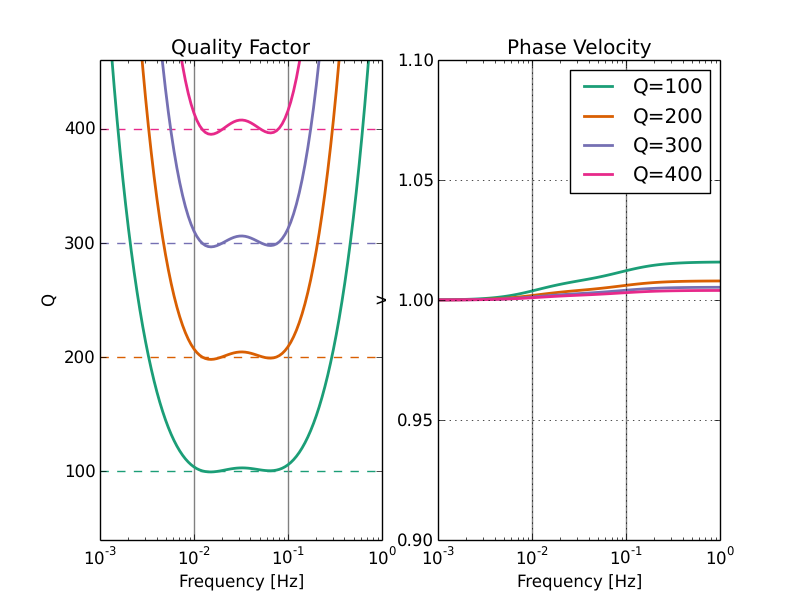 Quality Factor
Q
400
300
200
100
10^-3 10^-2 10^-1 10^0
Frequency [Hz]
Phase Velocity
v
1.10
1.05
1.00
0.95
0.90
Q=100
Q=200
Q=300
Q=400
10^-3 10^-2 10^-1 10^0
Frequency [Hz]